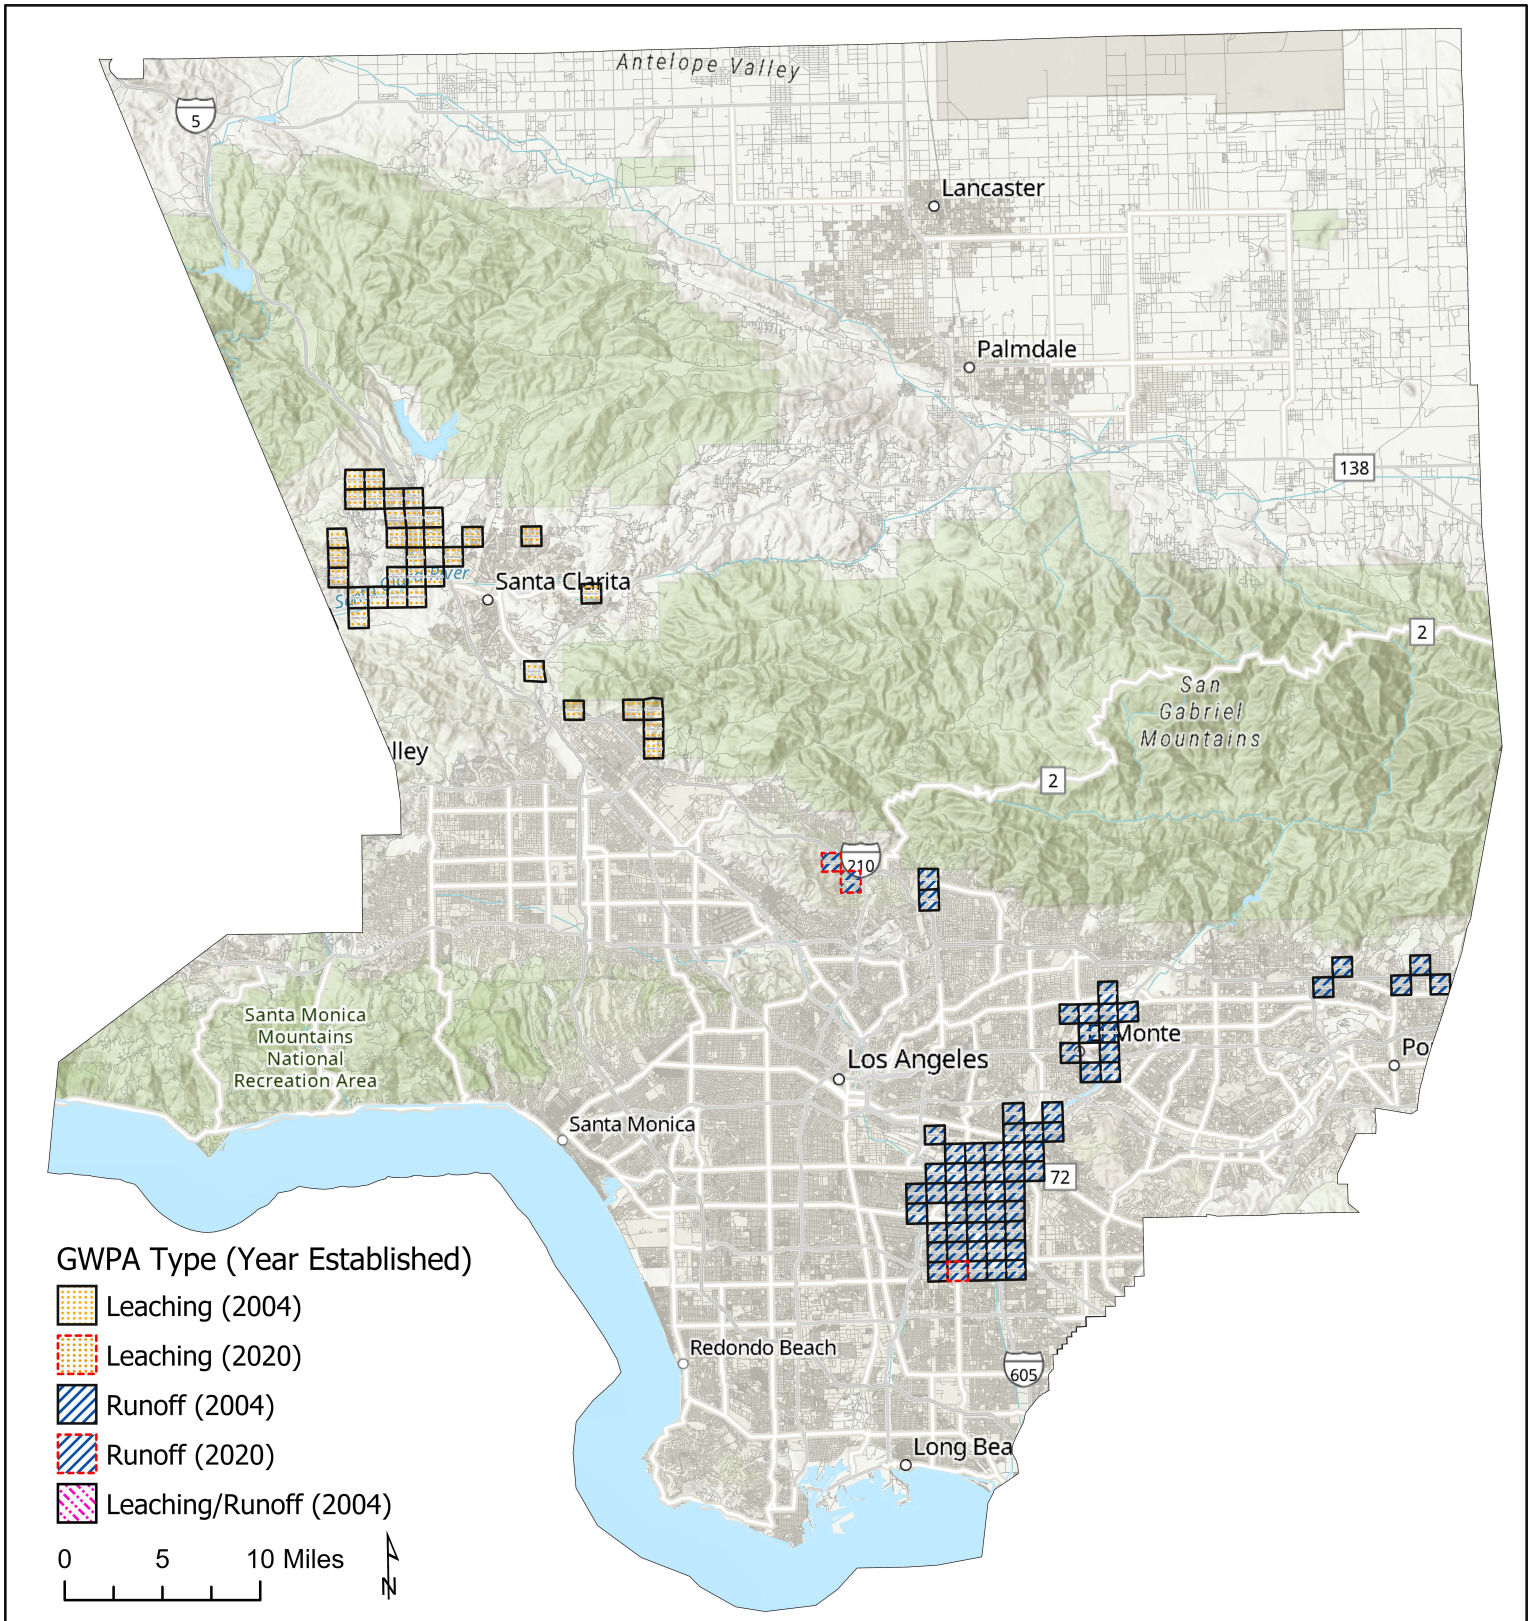 Antelope Valley
5
Lancaster
Palmdale
138
Santa Clarita
River
2
San
Gabriel
Mountains
lley
2
210
Santa Monica
Mountains
National
Recreation Area
Monte
Los Angeles
Po
Santa Monica
72
GWPA Type (Year Established)
Leaching (2004)
Leaching (2020)
Runoff (2004)
Runoff (2020)
Leaching/Runoff (2004)
Redondo Beach
605
Long Bea
0 5 10 Miles
N